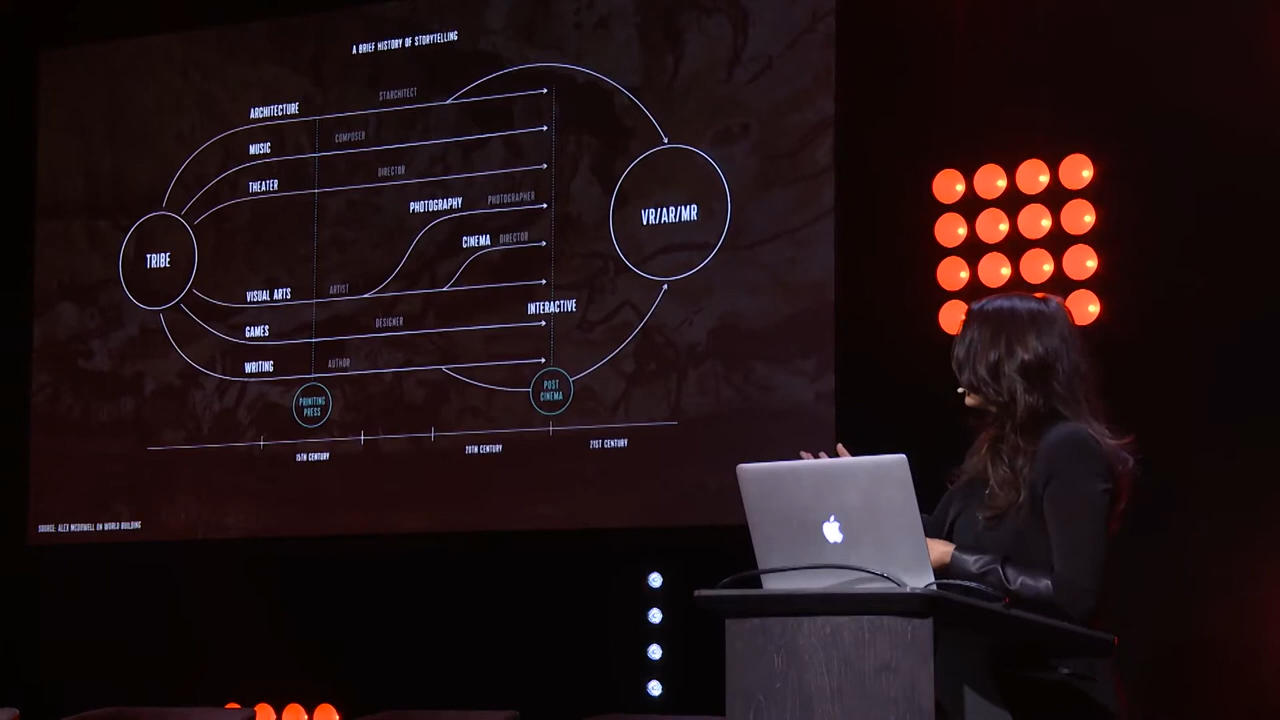 A BRIEF HISTORY OF STORYTELLING
ARCHITECTURE
STARCHITECT
MUSIC
COMPOSER
THEATER
DIRECTOR
PHOTOGRAPHY
PHOTOGRAPHER
CINEMA
DIRECTOR
TRIBE
VR/AR/MR
VISUAL ARTS
ARTIST
INTERACTIVE
GAMES
DESIGNER
WRITING
AUTHOR
PRINITING
PRESS
POST
CINEMA
15TH CENTURY
20TH CENTURY
21ST CENTURY
SOURCE: ALEX MCDOWELL ON WORLD BUILDING